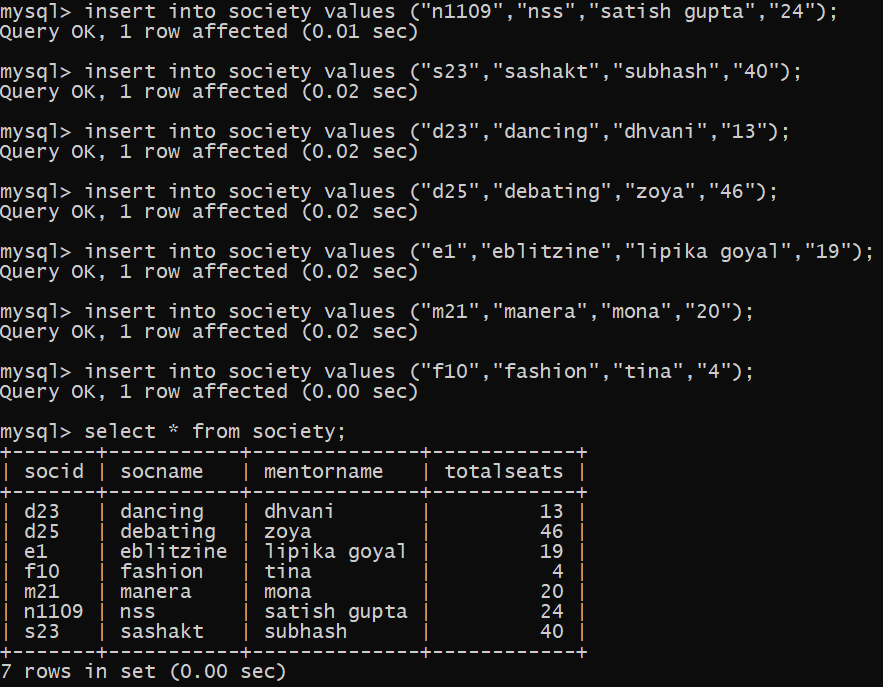 mysql> insert into society values ("n1109","nss","satish gupta","24");
Query OK, 1 row affected (0.01 sec)
mysql> insert into society values ("s23","sashakt","subhash","40");
Query OK, 1 row affected (0.02 sec)
mysql> insert into society values ("d23","dancing","dhvani","13");
Query OK, 1 row affected (0.02 sec)
mysql> insert into society values ("d25","debating","zoya","46");
Query OK, 1 row affected (0.02 sec)
mysql> insert into society values ("e1","eblitzine","lipika goyal","19");
Query OK, 1 row affected (0.02 sec)
mysql> insert into society values ("m21","manera","mona","20");
Query OK, 1 row affected (0.02 sec)
mysql> insert into society values ("f10","fashion","tina","4");
Query OK, 1 row affected (0.00 sec)
mysql> select * from society;
+-------+-----------+--------------+------------+
| socid | socname   | mentorname   | totalseats |
+-------+-----------+--------------+------------+
| d23   | dancing   | dhvani       |         13 |
| d25   | debating  | zoya         |         46 |
| e1    | eblitzine | lipika goyal |         19 |
| f10   | fashion   | tina         |          4 |
| m21   | manera    | mona         |         20 |
| n1109 | nss       | satish gupta |         24 |
| s23   | sashakt   | subhash      |         40 |
+-------+-----------+--------------+------------+
7 rows in set (0.00 sec)